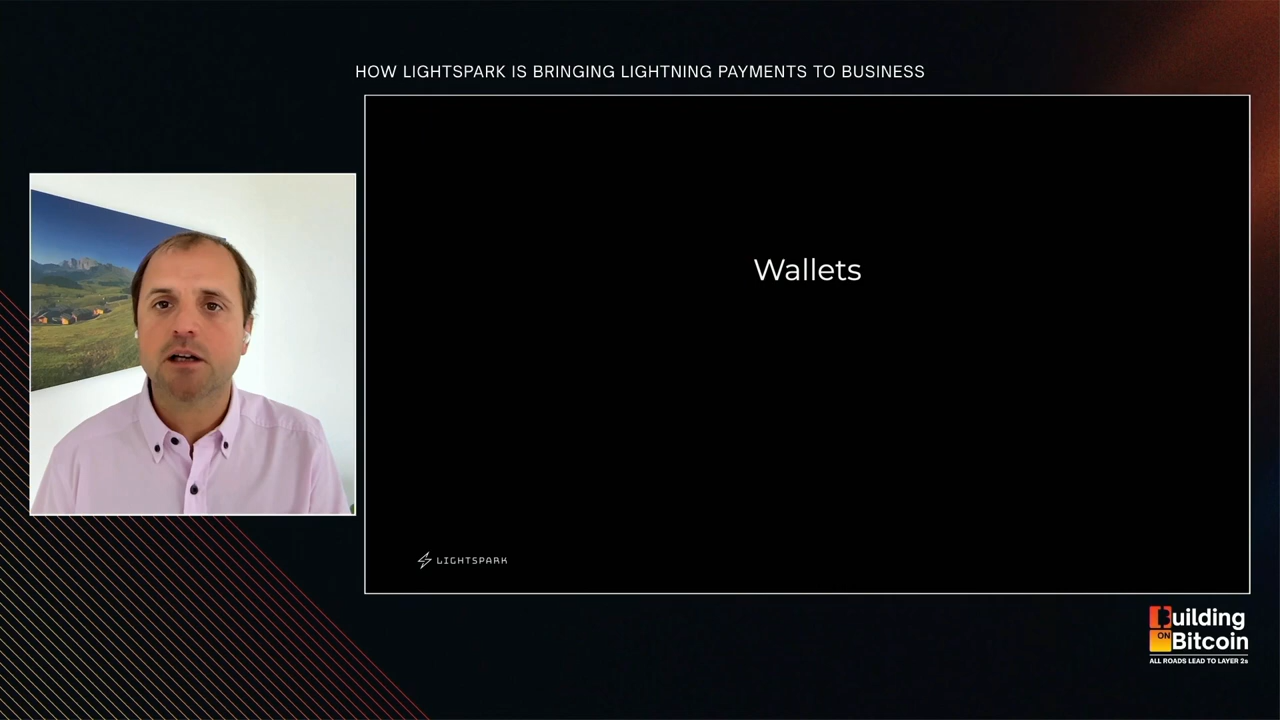 HOW LIGHTSPARK IS BRINGING LIGHTNING PAYMENTS TO BUSINESS
Wallets
LIGHTSPARK
Building
ON
Bitcoin
ALL ROADS LEAD TO LAYER 2s